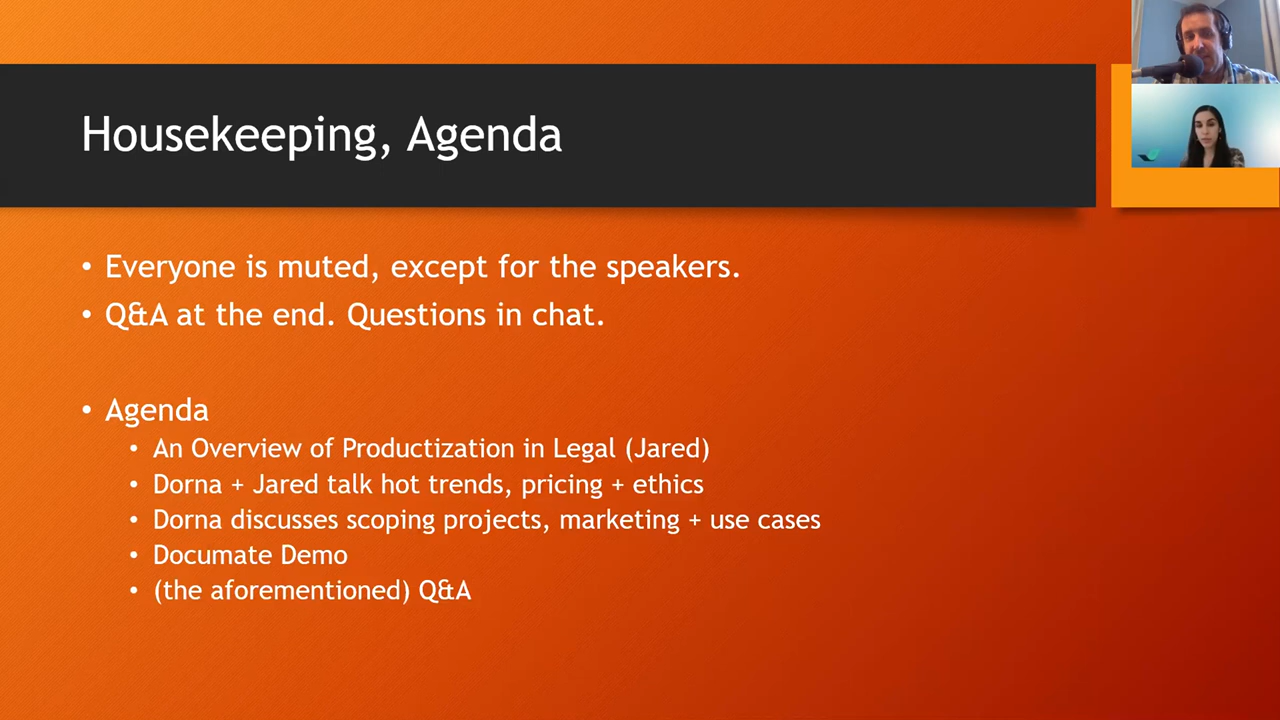 Housekeeping, Agenda
• Everyone is muted, except for the speakers.
• Q&A at the end. Questions in chat.
• Agenda
• An Overview of Productization in Legal (Jared)
• Dorna + Jared talk hot trends, pricing + ethics
• Dorna discusses scoping projects, marketing + use cases
• Documate Demo
• (the aforementioned) Q&A